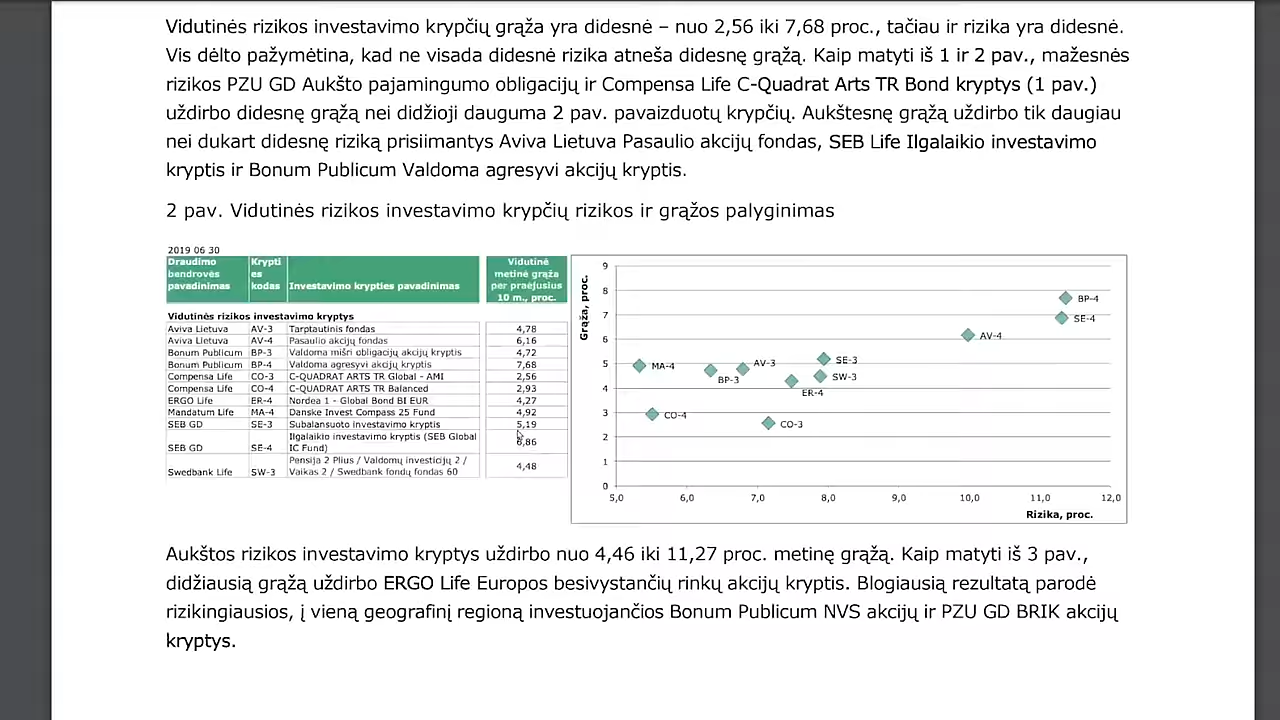 Vidutinės rizikos investavimo krypčių grąža yra didesnė – nuo 2,56 iki 7,68 proc., tačiau ir rizika yra didesnė.
Vis dėlto pažymėtina, kad ne visada didesnė rizika atneša didesnę grąžą. Kaip matyti iš 1 ir 2 pav., mažesnės
rizikos PZU GD Aukšto pajamingumo obligacijų ir Compensa Life C-Quadrat Arts TR Bond kryptys (1 pav.)
uždirbo didesnę grąžą nei didžioji dauguma 2 pav. pavaizduotų krypčių. Aukštesnę grąžą uždirbo tik daugiau
nei dukart didesnę riziką prisiimantys Aviva Lietuva Pasaulio akcijų fondas, SEB Life Ilgalaikio investavimo
kryptis ir Bonum Publicum Valdoma agresyvi akcijų kryptis.
2 pav. Vidutinės rizikos investavimo krypčių rizikos ir grąžos palyginimas
2019 06 30
Draudimo bendrovės pavadinimas Krypti es kodas Investavimo krypties pavadinimas Vidutinė metinė grąža per praėjusius 10 m., proc.
Vidutinės rizikos investavimo kryptys
Aviva Lietuva AV-3 Tarptautinis fondas 4,78
Aviva Lietuva AV-4 Pasaulio akcijų fondas 6,16
Bonum Publicum BP-3 Valdoma mišri obligacijų akcijų kryptis 4,72
Bonum Publicum BP-4 Valdoma agresyvi akcijų kryptis 7,68
Compensa Life CO-3 C-QUADRAT ARTS TR Global - AMI 2,56
Compensa Life CO-4 C-QUADRAT ARTS TR Balanced 2,93
ERGO Life ER-4 Nordea 1 - Global Bond BI EUR 4,27
Mandatum Life MA-4 Danske Invest Compass 25 Fund 4,92
SEB GD SE-3 Subalansuoto investavimo kryptis 5,19
SEB GD SE-4 Ilgalaikio investavimo kryptis (SEB Global IC Fund) 6,86
Swedbank Life SW-3 Pensija 2 Plius / Valdomų investicijų 2 / Vaikas 2 / Swedbank fondų fondas 60 4,48
Grąža, proc.
9
8
7
6
5
4
3
2
1
0
BP-4
SE-4
AV-4
SE-3
AV-3
MA-4
SW-3
BP-3
ER-4
CO-4
CO-3
5,0 6,0 7,0 8,0 9,0 10,0 11,0 12,0
Rizika, proc.
Aukštos rizikos investavimo kryptys uždirbo nuo 4,46 iki 11,27 proc. metinę grąžą. Kaip matyti iš 3 pav.,
didžiausią grąžą uždirbo ERGO Life Europos besivystančių rinkų akcijų kryptis. Blogiausią rezultatą parodė
rizikingiausios, į vieną geografinį regioną investuojančios Bonum Publicum NVS akcijų ir PZU GD BRIK akcijų
kryptys.